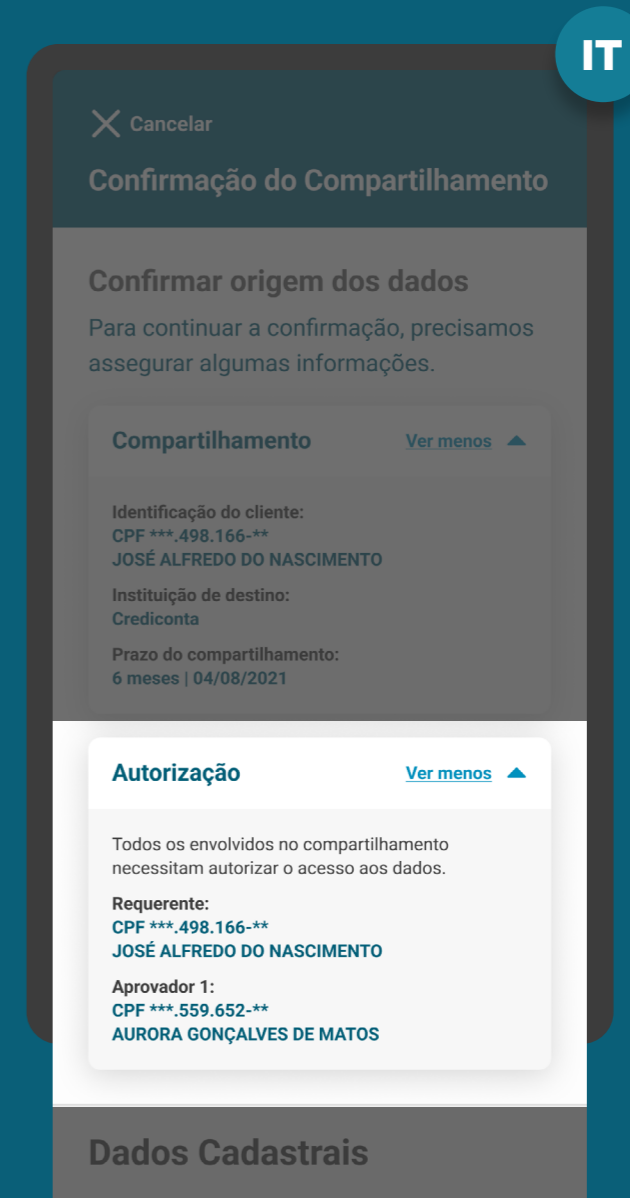 IT
Cancelar
Confirmação do Compartilhamento
Confirmar origem dos dados
Para continuar a confirmação, precisamos
assegurar algumas informações.
Compartilhamento Ver menos
Identificação do cliente:
CPF ***.498.166-**
JOSÉ ALFREDO DO NASCIMENTO
Instituição de destino:
Crediconta
Prazo do compartilhamento:
6 meses | 04/08/2021
Autorização Ver menos
Todos os envolvidos no compartilhamento
necessitam autorizar o acesso aos dados.
Requerente:
CPF ***.498.166-**
JOSÉ ALFREDO DO NASCIMENTO
Aprovador 1:
CPF ***.559.652-**
AURORA GONÇALVES DE MATOS
Dados Cadastrais